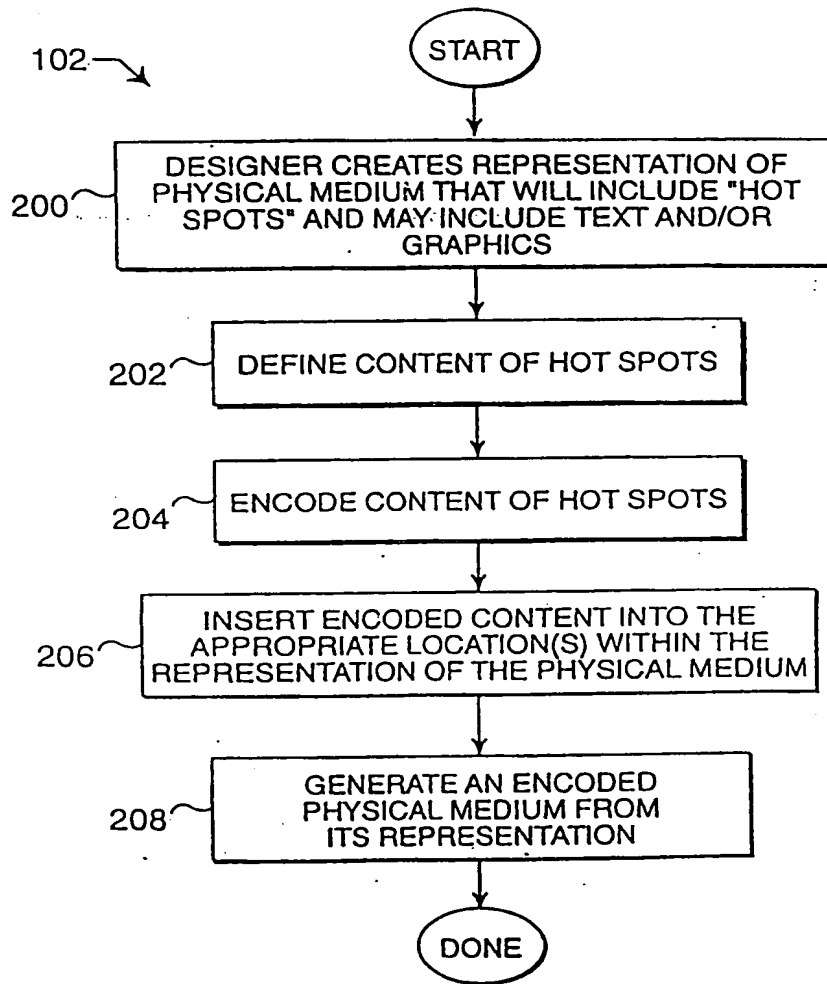 START
102
DESIGNER CREATES REPRESENTATION OF
PHYSICAL MEDIUM THAT WILL INCLUDE "HOT
SPOTS" AND MAY INCLUDE TEXT AND/OR
GRAPHICS
200
DEFINE CONTENT OF HOT SPOTS
202
ENCODE CONTENT OF HOT SPOTS
204
INSERT ENCODED CONTENT INTO THE
APPROPRIATE LOCATION(S) WITHIN THE
REPRESENTATION OF THE PHYSICAL MEDIUM
206
GENERATE AN ENCODED
PHYSICAL MEDIUM FROM
ITS REPRESENTATION
208
DONE